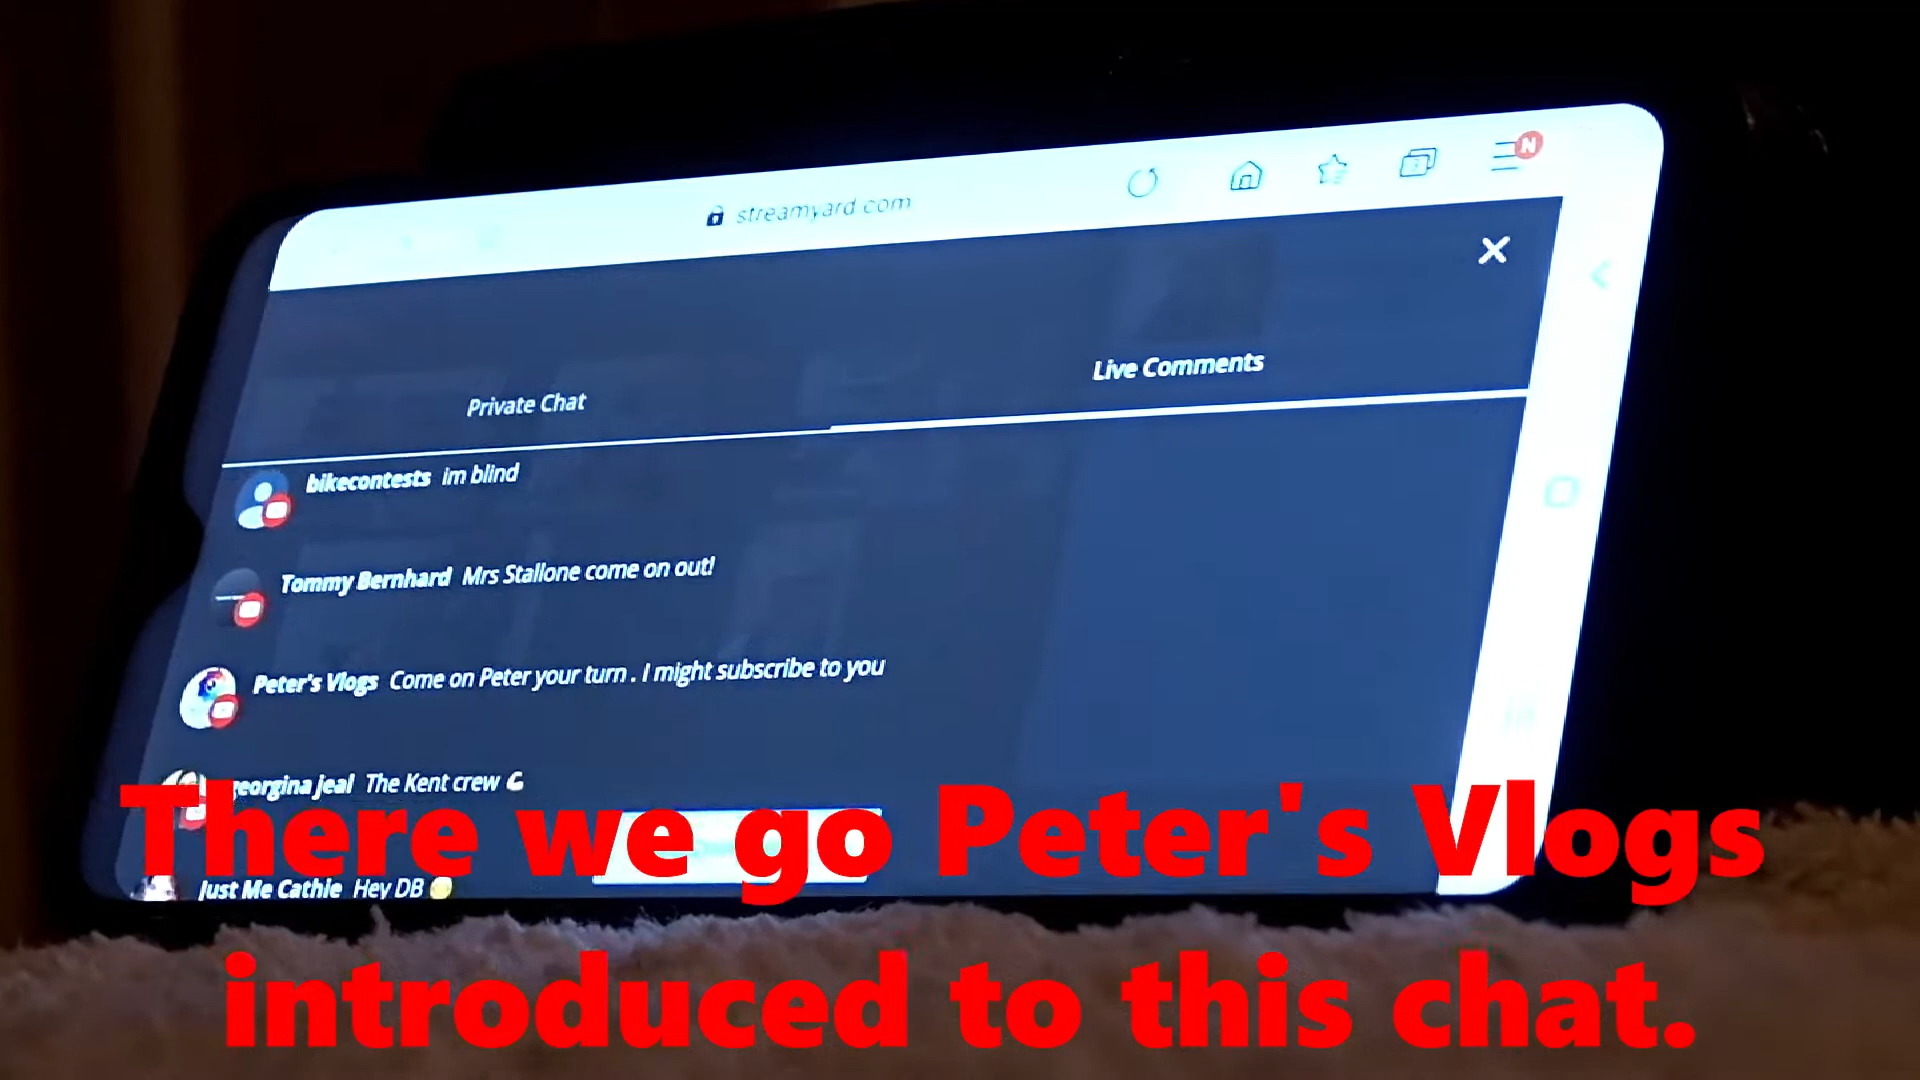 streamyard.com
N
Private Chat
Live Comments
bikecontests im blind
Tommy Bernhard Mrs Stallone come on out!
Peter's Vlogs Come on Peter your turn . I might subscribe to you
georgina jeal The Kent crew
Just Me Cathie Hey DB
There we go Peter's Vlogs
introduced to this chat.